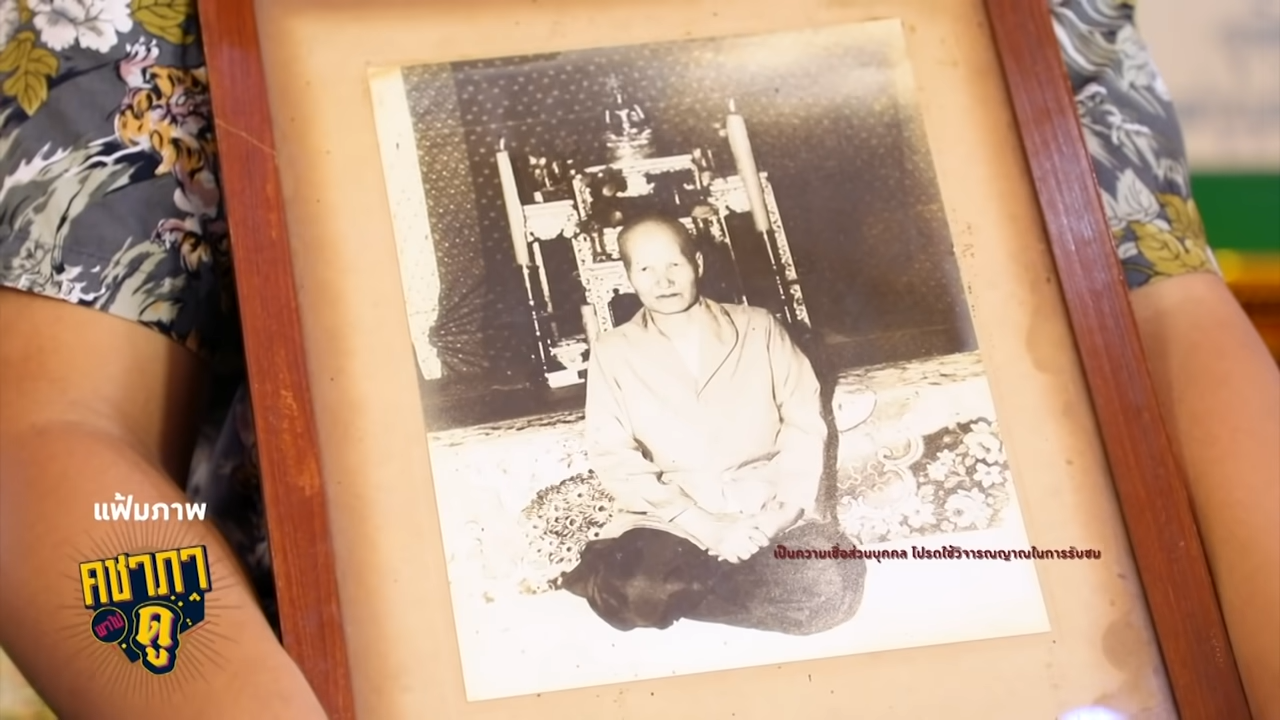 แฟ้มภาพ
คชาภา
พาไป
ดู
เป็นความเชื่อส่วนบุคคล โปรดใช้วิจารณญาณในการรับชม